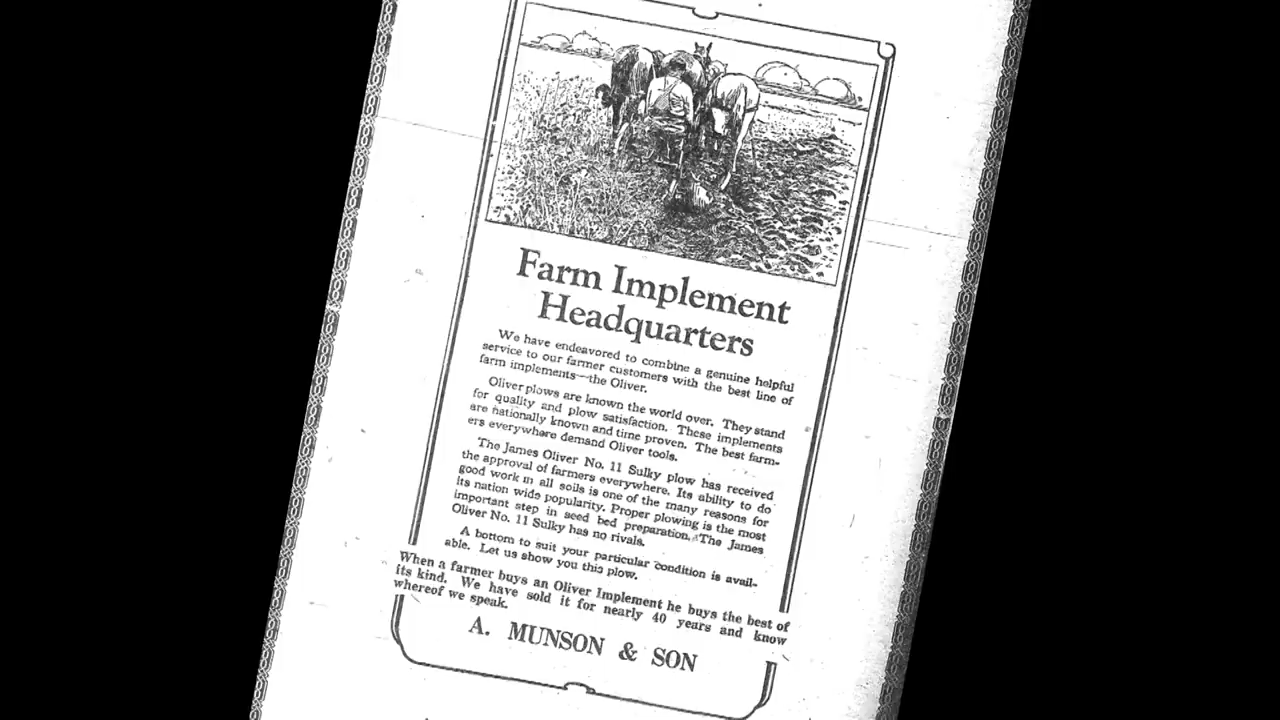 Farm Implement
Headquarters
We have endeavored to combine a genuine helpful
service to our farmer customers with the best line of
farm implements—the Oliver.
Oliver plows are known the world over. They stand
for quality and plow satisfaction. These implements
are nationally known and time proven. The best farm-
ers everywhere demand Oliver tools.
The James Oliver No. 11 Sulky plow has received
the approval of farmers everywhere. Its ability to do
good work in all soils is one of the many reasons for
its nation wide popularity. Proper plowing is the most
important step in seed bed preparation. The James
Oliver No. 11 Sulky has no rivals.
A bottom to suit your particular condition is avail-
able. Let us show you this plow.
When a farmer buys an Oliver Implement he buys the best of
its kind. We have sold it for nearly 40 years and know
whereof we speak.
A. MUNSON & SON